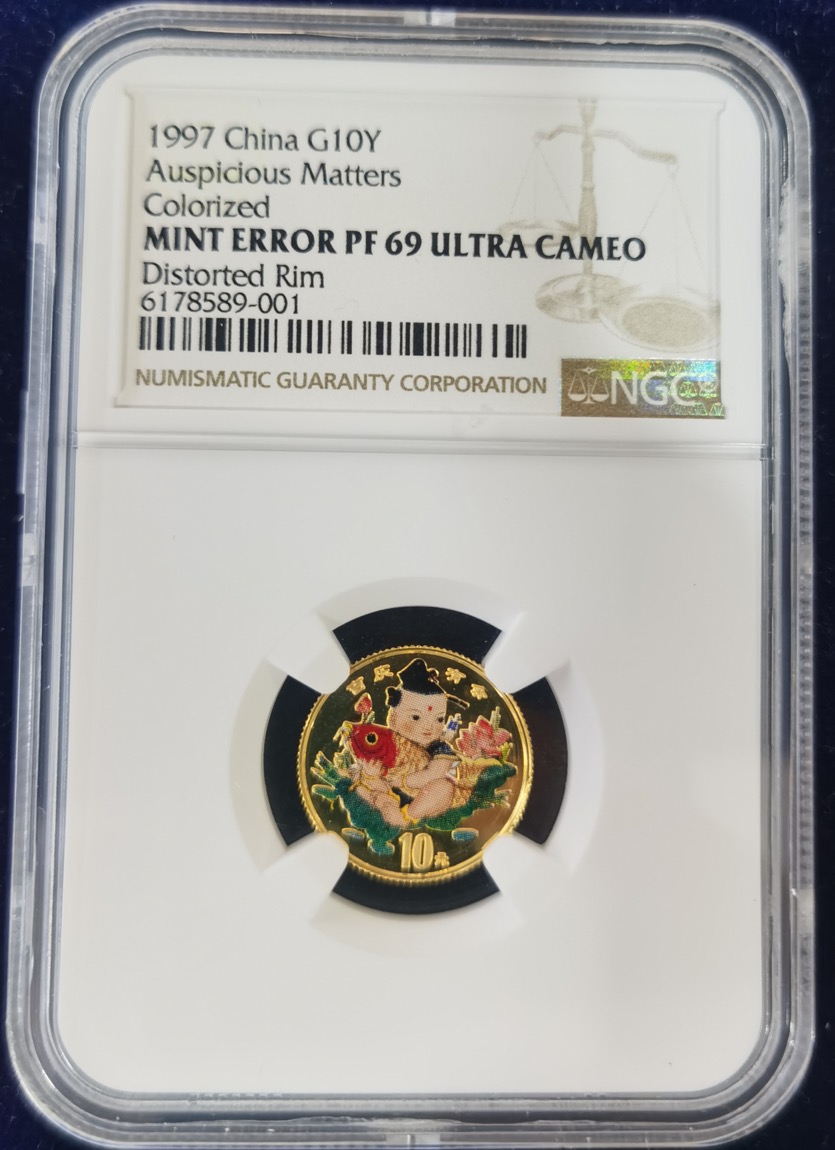 1997 China G10Y
Auspicious Matters
Colorized
MINT ERROR PF 69 ULTRA CAMEO
Distorted Rim
6178589-001
NUMISMATIC GUARANTY CORPORATION
NGC
10元